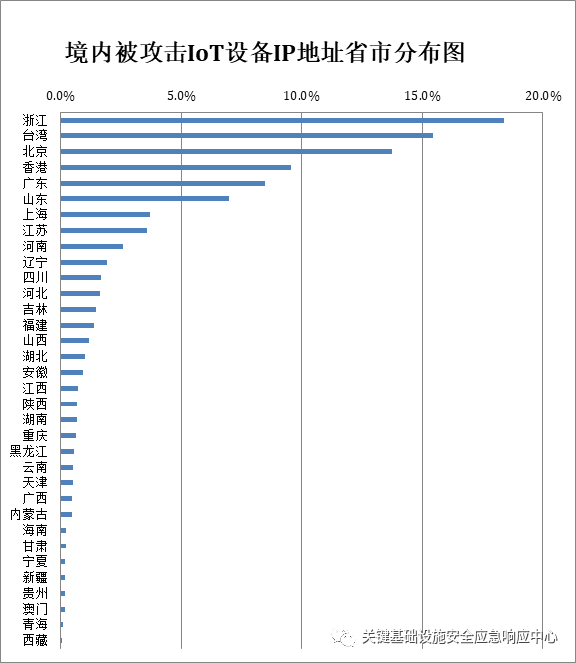 境内被攻击IoT设备IP地址省市分布图
0.0% 5.0% 10.0% 15.0% 20.0%
浙江
台湾
北京
香港
广东
山东
上海
江苏
河南
辽宁
四川
河北
吉林
福建
山西
湖北
安徽
江西
陕西
湖南
重庆
黑龙江
云南
天津
广西
内蒙古
海南
甘肃
宁夏
新疆
贵州
澳门
青海
西藏
关键基础设施安全应急响应中心